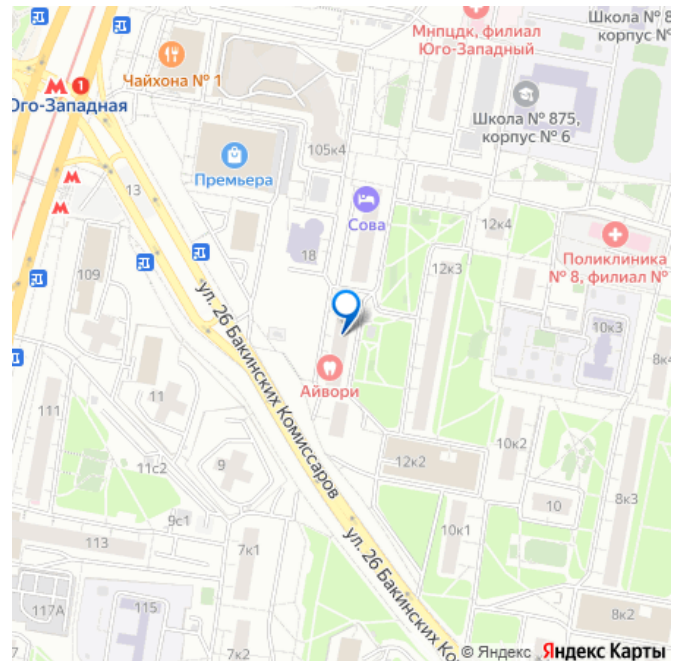 Мнпцдк, филиал
Юго-Западный
Школа № 8
корпус №
Чайхона № 1
1
Юго-Западная
Школа № 875,
корпус № 6
105к4
Премьера
13
Сова
12к4
18
Поликлиника
№ 8, филиал №
109
12к3
10к3
ул. 26 Бакинских Комиссаров
8к4
Айвори
11
111
11с2
9
12к2
10к2
10
8к3
9с1
10к1
113
7к1
ул. 26 Бакинских Ко
117А
115
8к2
7к2
© Яндекс Яндекс Карты